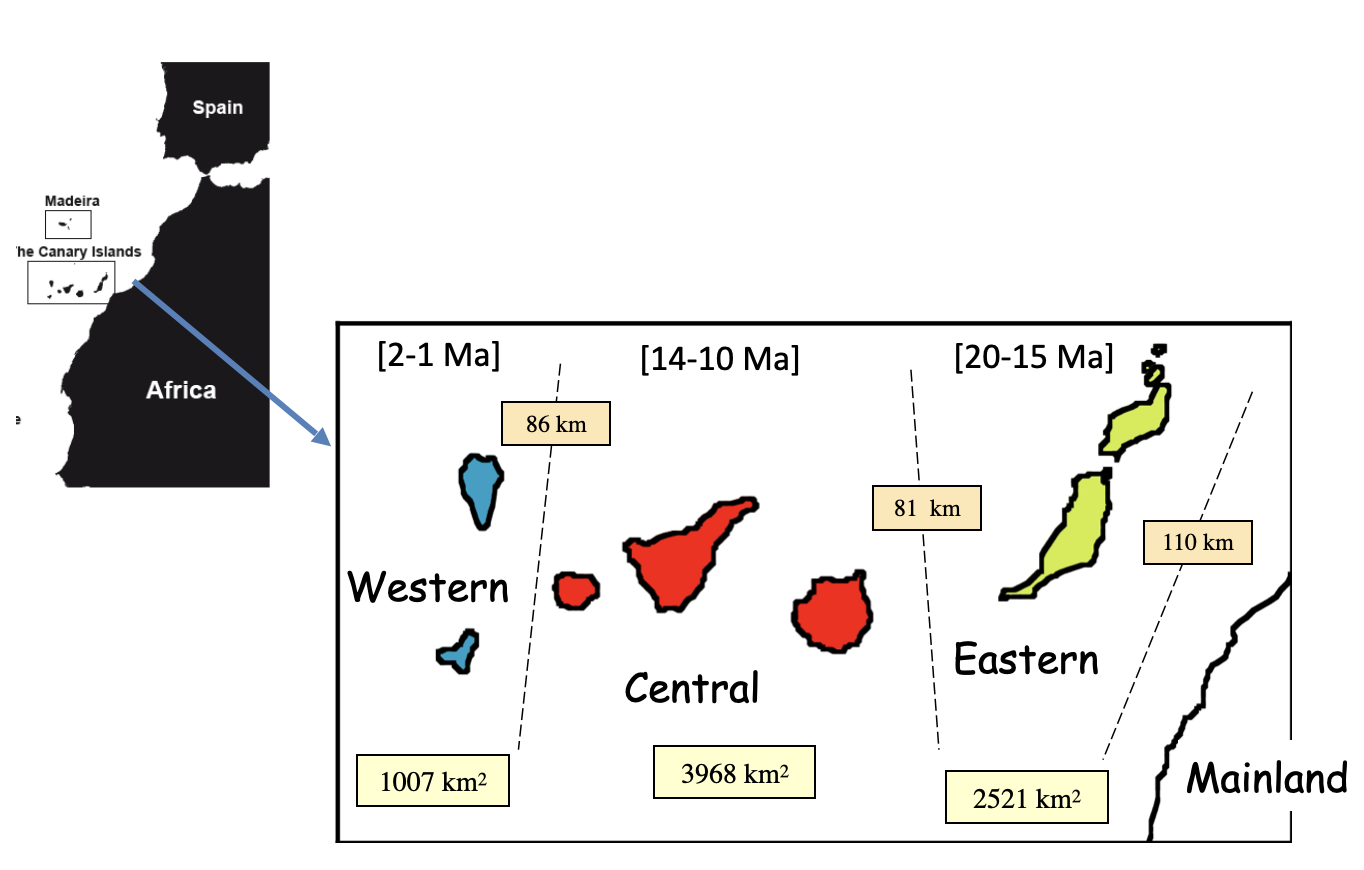 Spain
Madeira
he Canary Islands
Africa
e
[2-1 Ma]
[14-10 Ma]
[20-15 Ma]
86 km
81 km
110 km
Western
Central
Eastern
Mainland
1007 km²
3968 km²
2521 km²